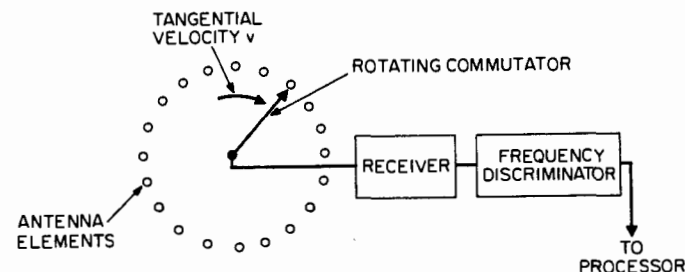 TANGENTIAL
VELOCITY v
ROTATING COMMUTATOR
RECEIVER
FREQUENCY
DISCRIMINATOR
ANTENNA
ELEMENTS
TO
PROCESSOR